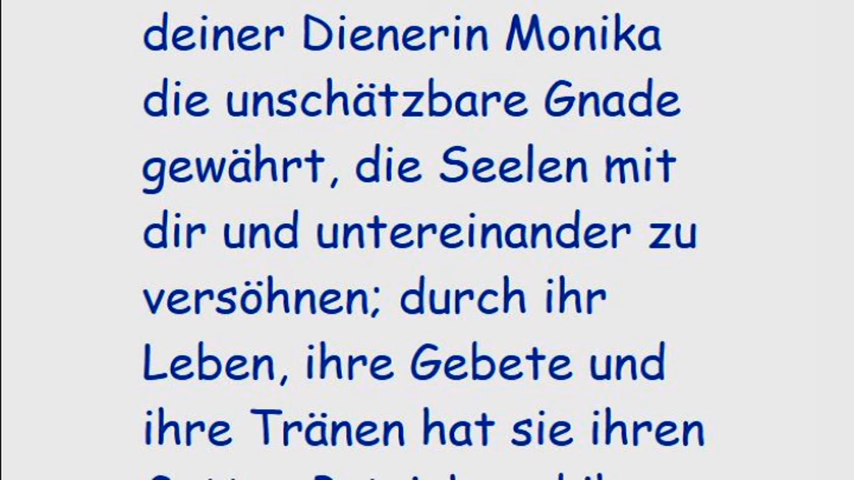 deiner Dienerin Monika
die unschätzbare Gnade
gewährt, die Seelen mit
dir und untereinander zu
versöhnen; durch ihr
Leben, ihre Gebete und
ihre Tränen hat sie ihren